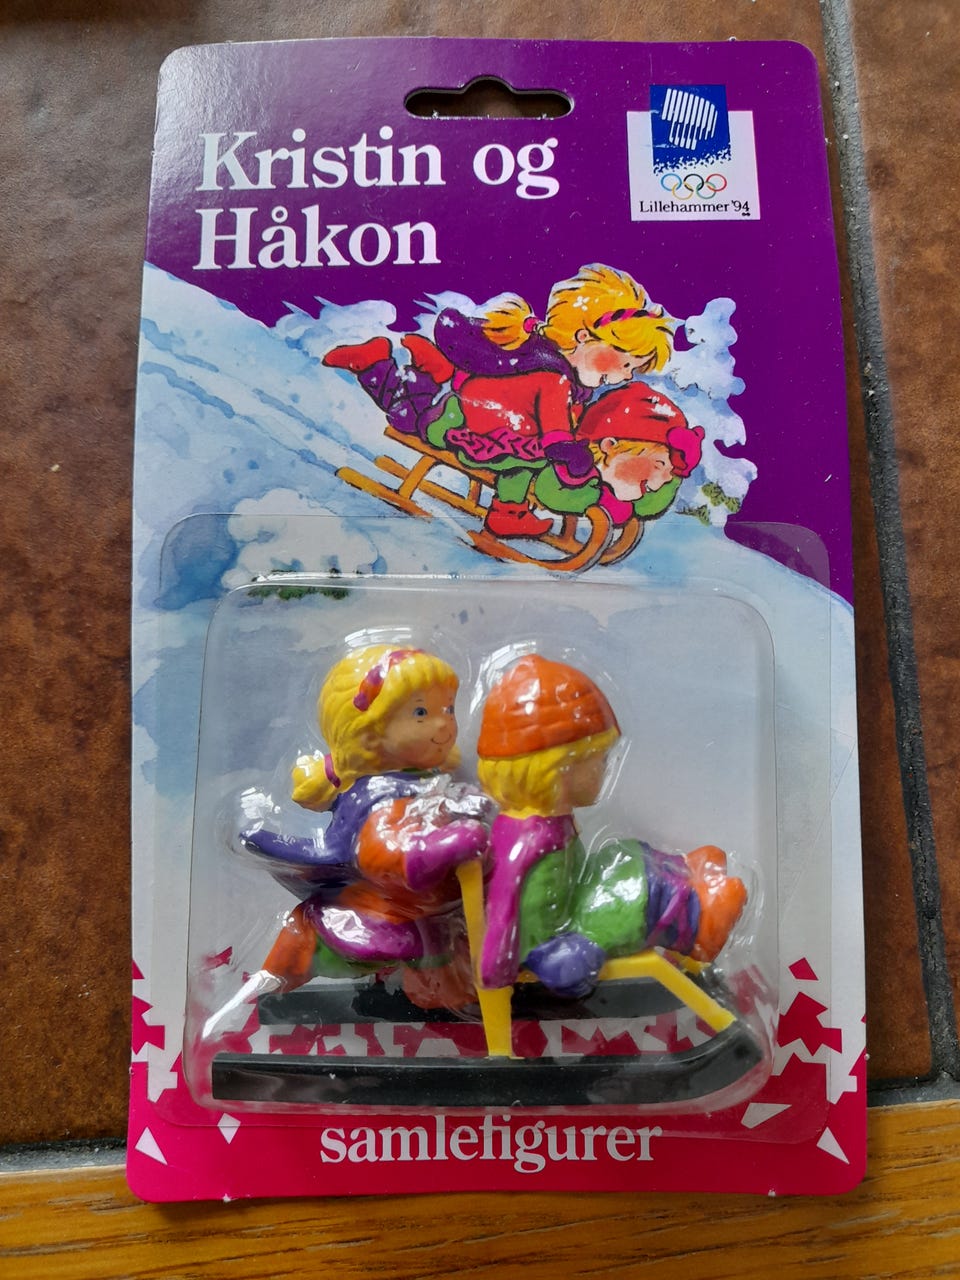 Kristin og
Håkon
Lillehammer '94
samlefigurer